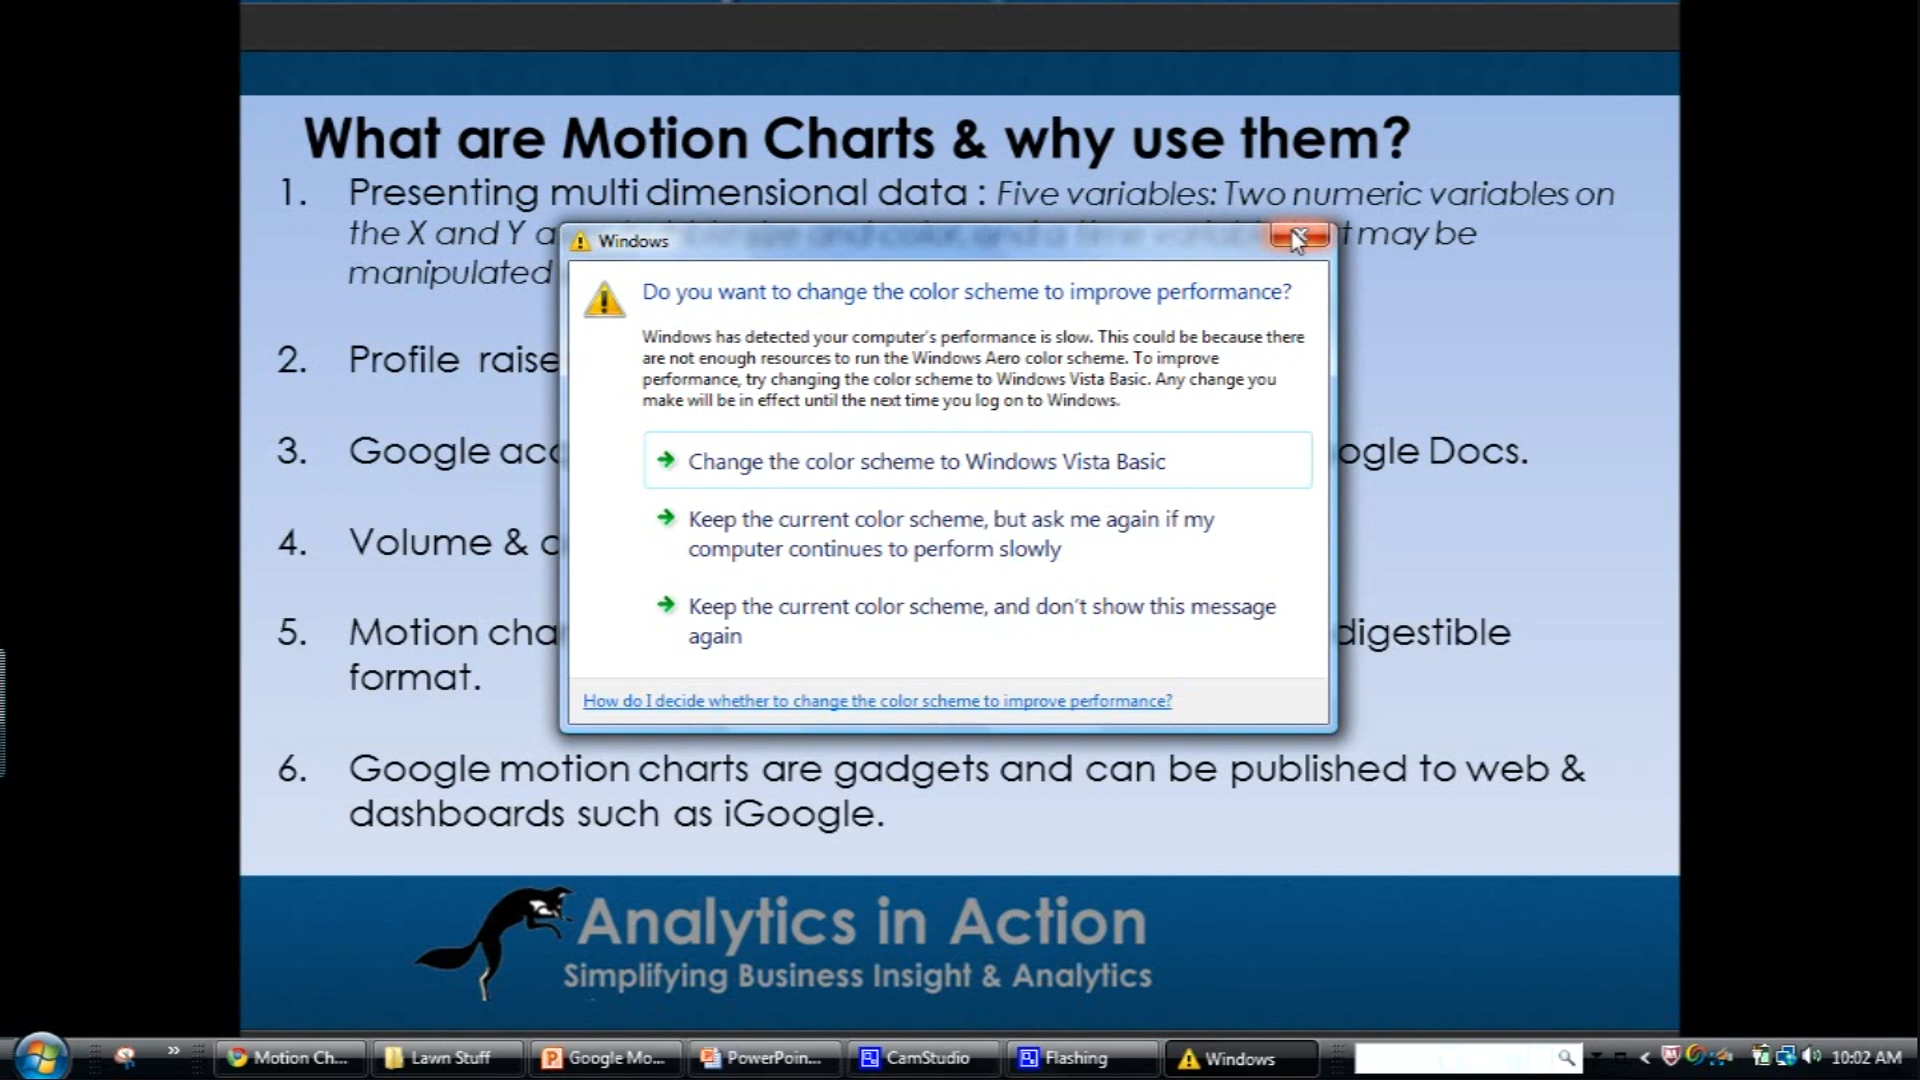 What are Motion Charts & why use them?
1. Presenting multi dimensional data : Five variables: Two numeric variables on
the X and Y may be
manipulated
2. Profile raise
3. Google ogle Docs.
4. Volume &
5. Motion digestible
format.
6. Google motion charts are gadgets and can be published to web &
dashboards such as iGoogle.
Windows
Do you want to change the color scheme to improve performance?
Windows has detected your computer's performance is slow. This could be because there
are not enough resources to run the Windows Aero color scheme. To improve
performance, try changing the color scheme to Windows Vista Basic. Any change you
make will be in effect until the next time you log on to Windows.
Change the color scheme to Windows Vista Basic
Keep the current color scheme, but ask me again if my
computer continues to perform slowly
Keep the current color scheme, and don't show this message
again
How do I decide whether to change the color scheme to improve performance?
Analytics in Action
Simplifying Business Insight & Analytics
» Motion Ch... Lawn Stuff Google Mo... PowerPoin... CamStudio Flashing Windows < 10:02 AM